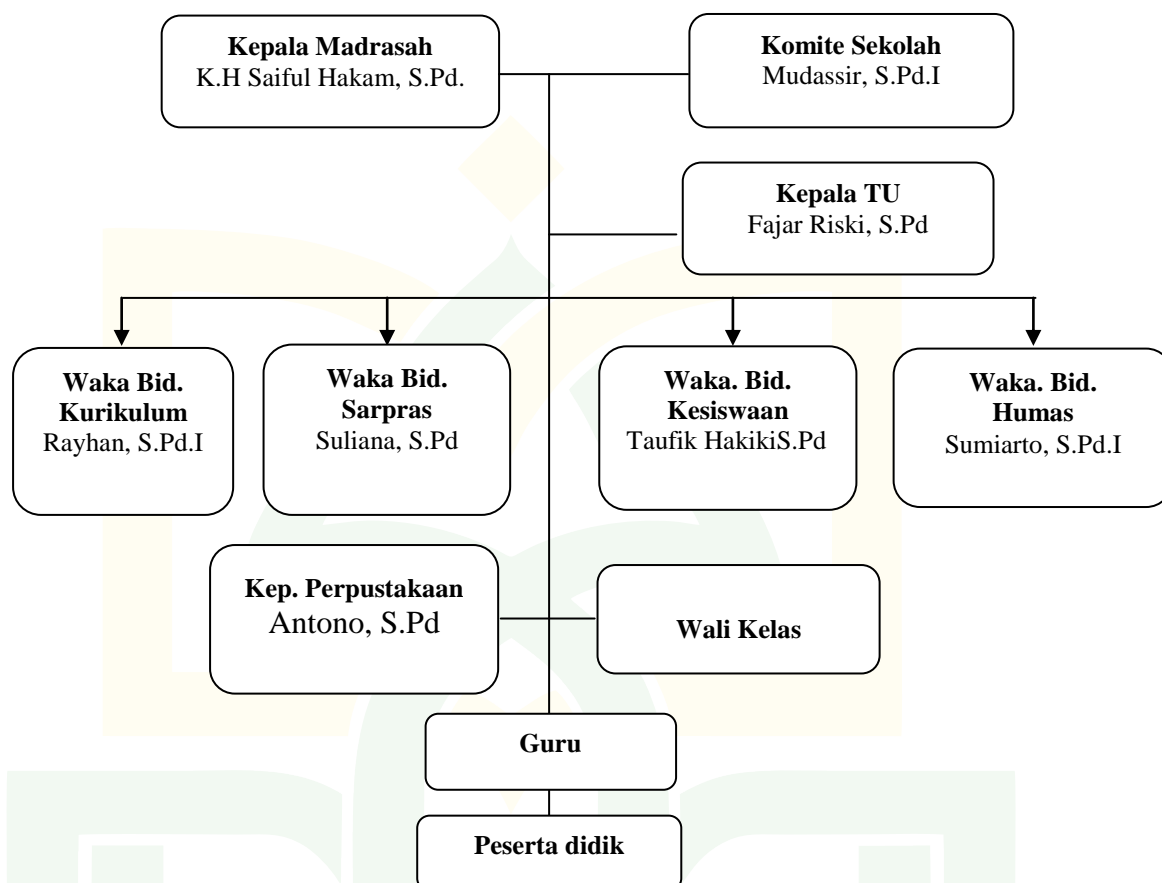 Kepala Madrasah
K.H Saiful Hakam, S.Pd.
Komite Sekolah
Mudassir, S.Pd.I
Kepala TU
Fajar Riski, S.Pd
Waka Bid.
Kurikulum
Rayhan, S.Pd.I
Waka Bid.
Sarpras
Suliana, S.Pd
Waka. Bid.
Kesiswaan
Taufik HakikiS.Pd
Waka. Bid.
Humas
Sumiarto, S.Pd.I
Kep. Perpustakaan
Antono, S.Pd
Wali Kelas
Guru
Peserta didik